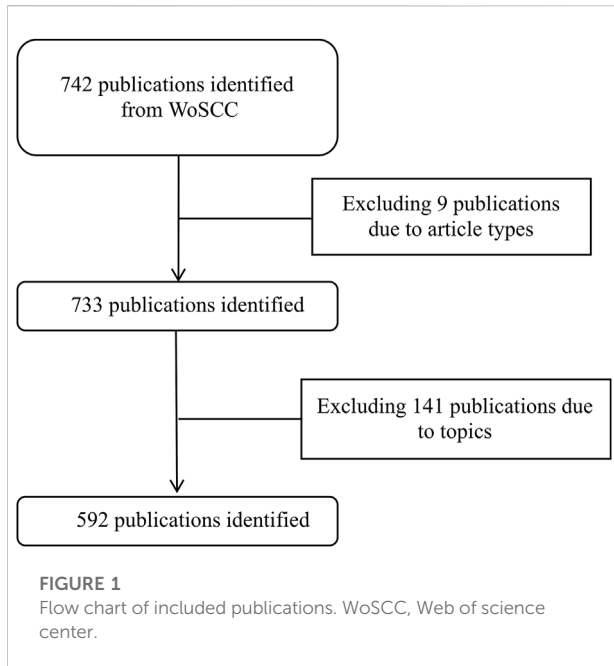 742 publications identified
from WoSCC
Excluding 9 publications
due to article types
733 publications identified
Excluding 141 publications due
to topics
592 publications identified
FIGURE 1
Flow chart of included publications. WoSCC, Web of science
center.